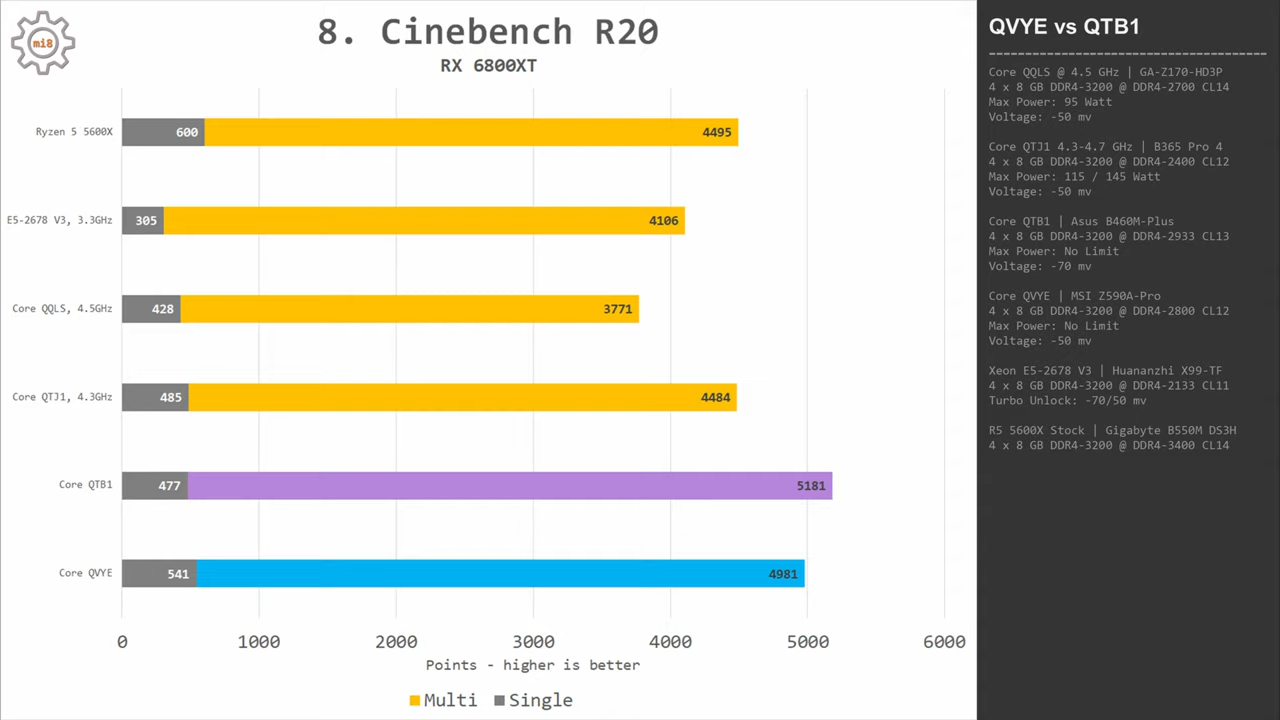 mi8
8. Cinebench R20
RX 6800XT
Ryzen 5 5600X
600
4495
E5-2678 V3, 3.3GHz
305
4106
Core QQLS, 4.5GHz
428
3771
Core QTJ1, 4.3GHz
485
4484
Core QTB1
477
5181
Core QVYE
541
4981
0 1000 2000 3000 4000 5000 6000
Points - higher is better
Multi Single
QVYE vs QTB1
---------------------------------------
Core QQLS @ 4.5 GHz | GA-Z170-HD3P
4 x 8 GB DDR4-3200 @ DDR4-2700 CL14
Max Power: 95 Watt
Voltage: -50 mv
Core QTJ1 4.3-4.7 GHz | B365 Pro 4
4 x 8 GB DDR4-3200 @ DDR4-2400 CL12
Max Power: 115 / 145 Watt
Voltage: -50 mv
Core QTB1 | Asus B460M-Plus
4 x 8 GB DDR4-3200 @ DDR4-2933 CL13
Max Power: No Limit
Voltage: -70 mv
Core QVYE | MSI Z590A-Pro
4 x 8 GB DDR4-3200 @ DDR4-2800 CL12
Max Power: No Limit
Voltage: -50 mv
Xeon E5-2678 V3 | Huananzhi X99-TF
4 x 8 GB DDR4-3200 @ DDR4-2133 CL11
Turbo Unlock: -70/50 mv
R5 5600X Stock | Gigabyte B550M DS3H
4 x 8 GB DDR4-3200 @ DDR4-3400 CL14